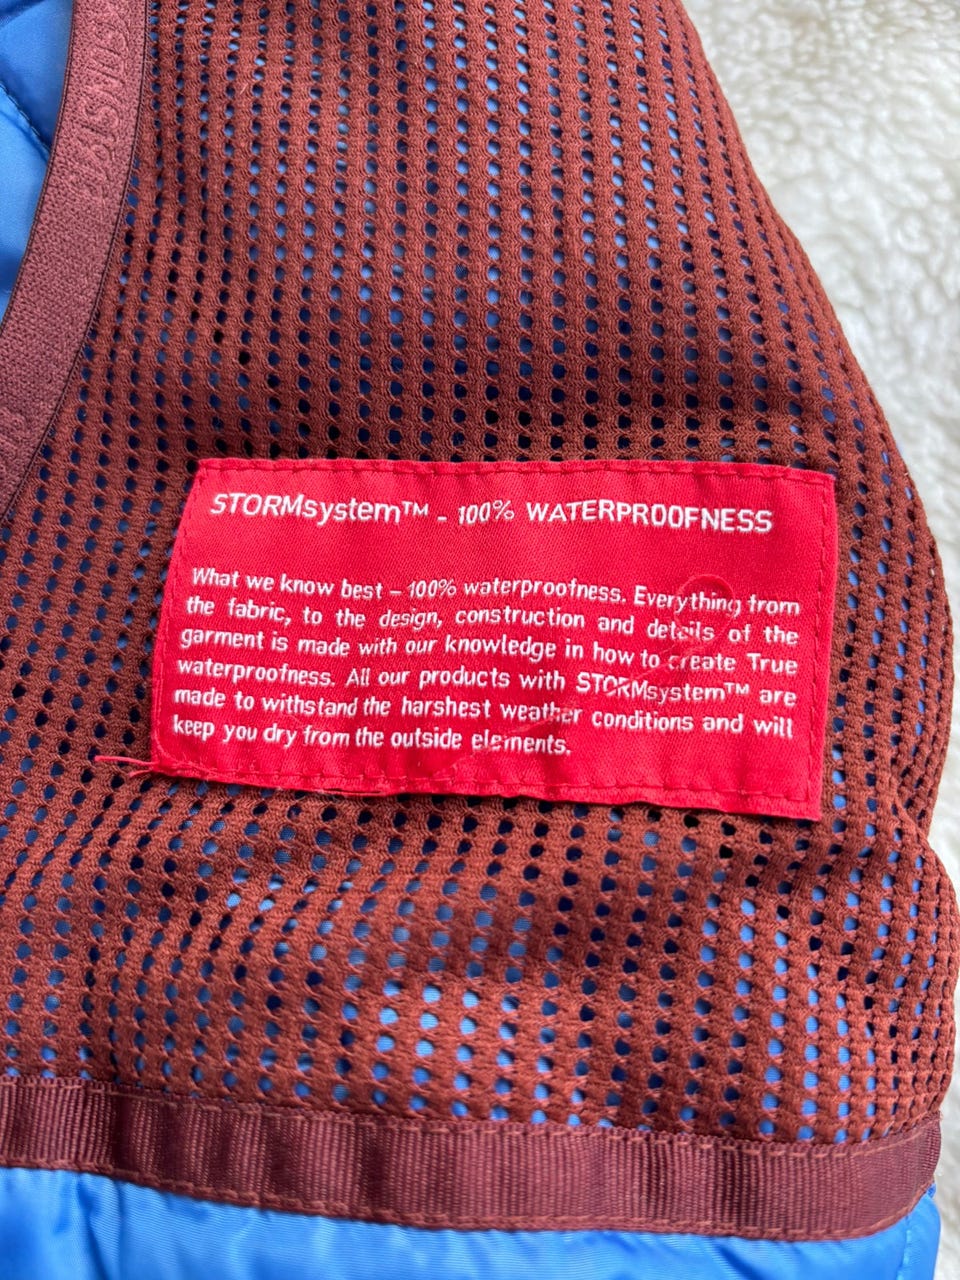 STORMsystem™ - 100% WATERPROOFNESS
What we know best – 100% waterproofness. Everything from
the fabric, to the design, construction and details of the
garment is made with our knowledge in how to create True
waterproofness. All our products with STORMsystem™ are
made to withstand the harshest weather conditions and will
keep you dry from the outside elements.